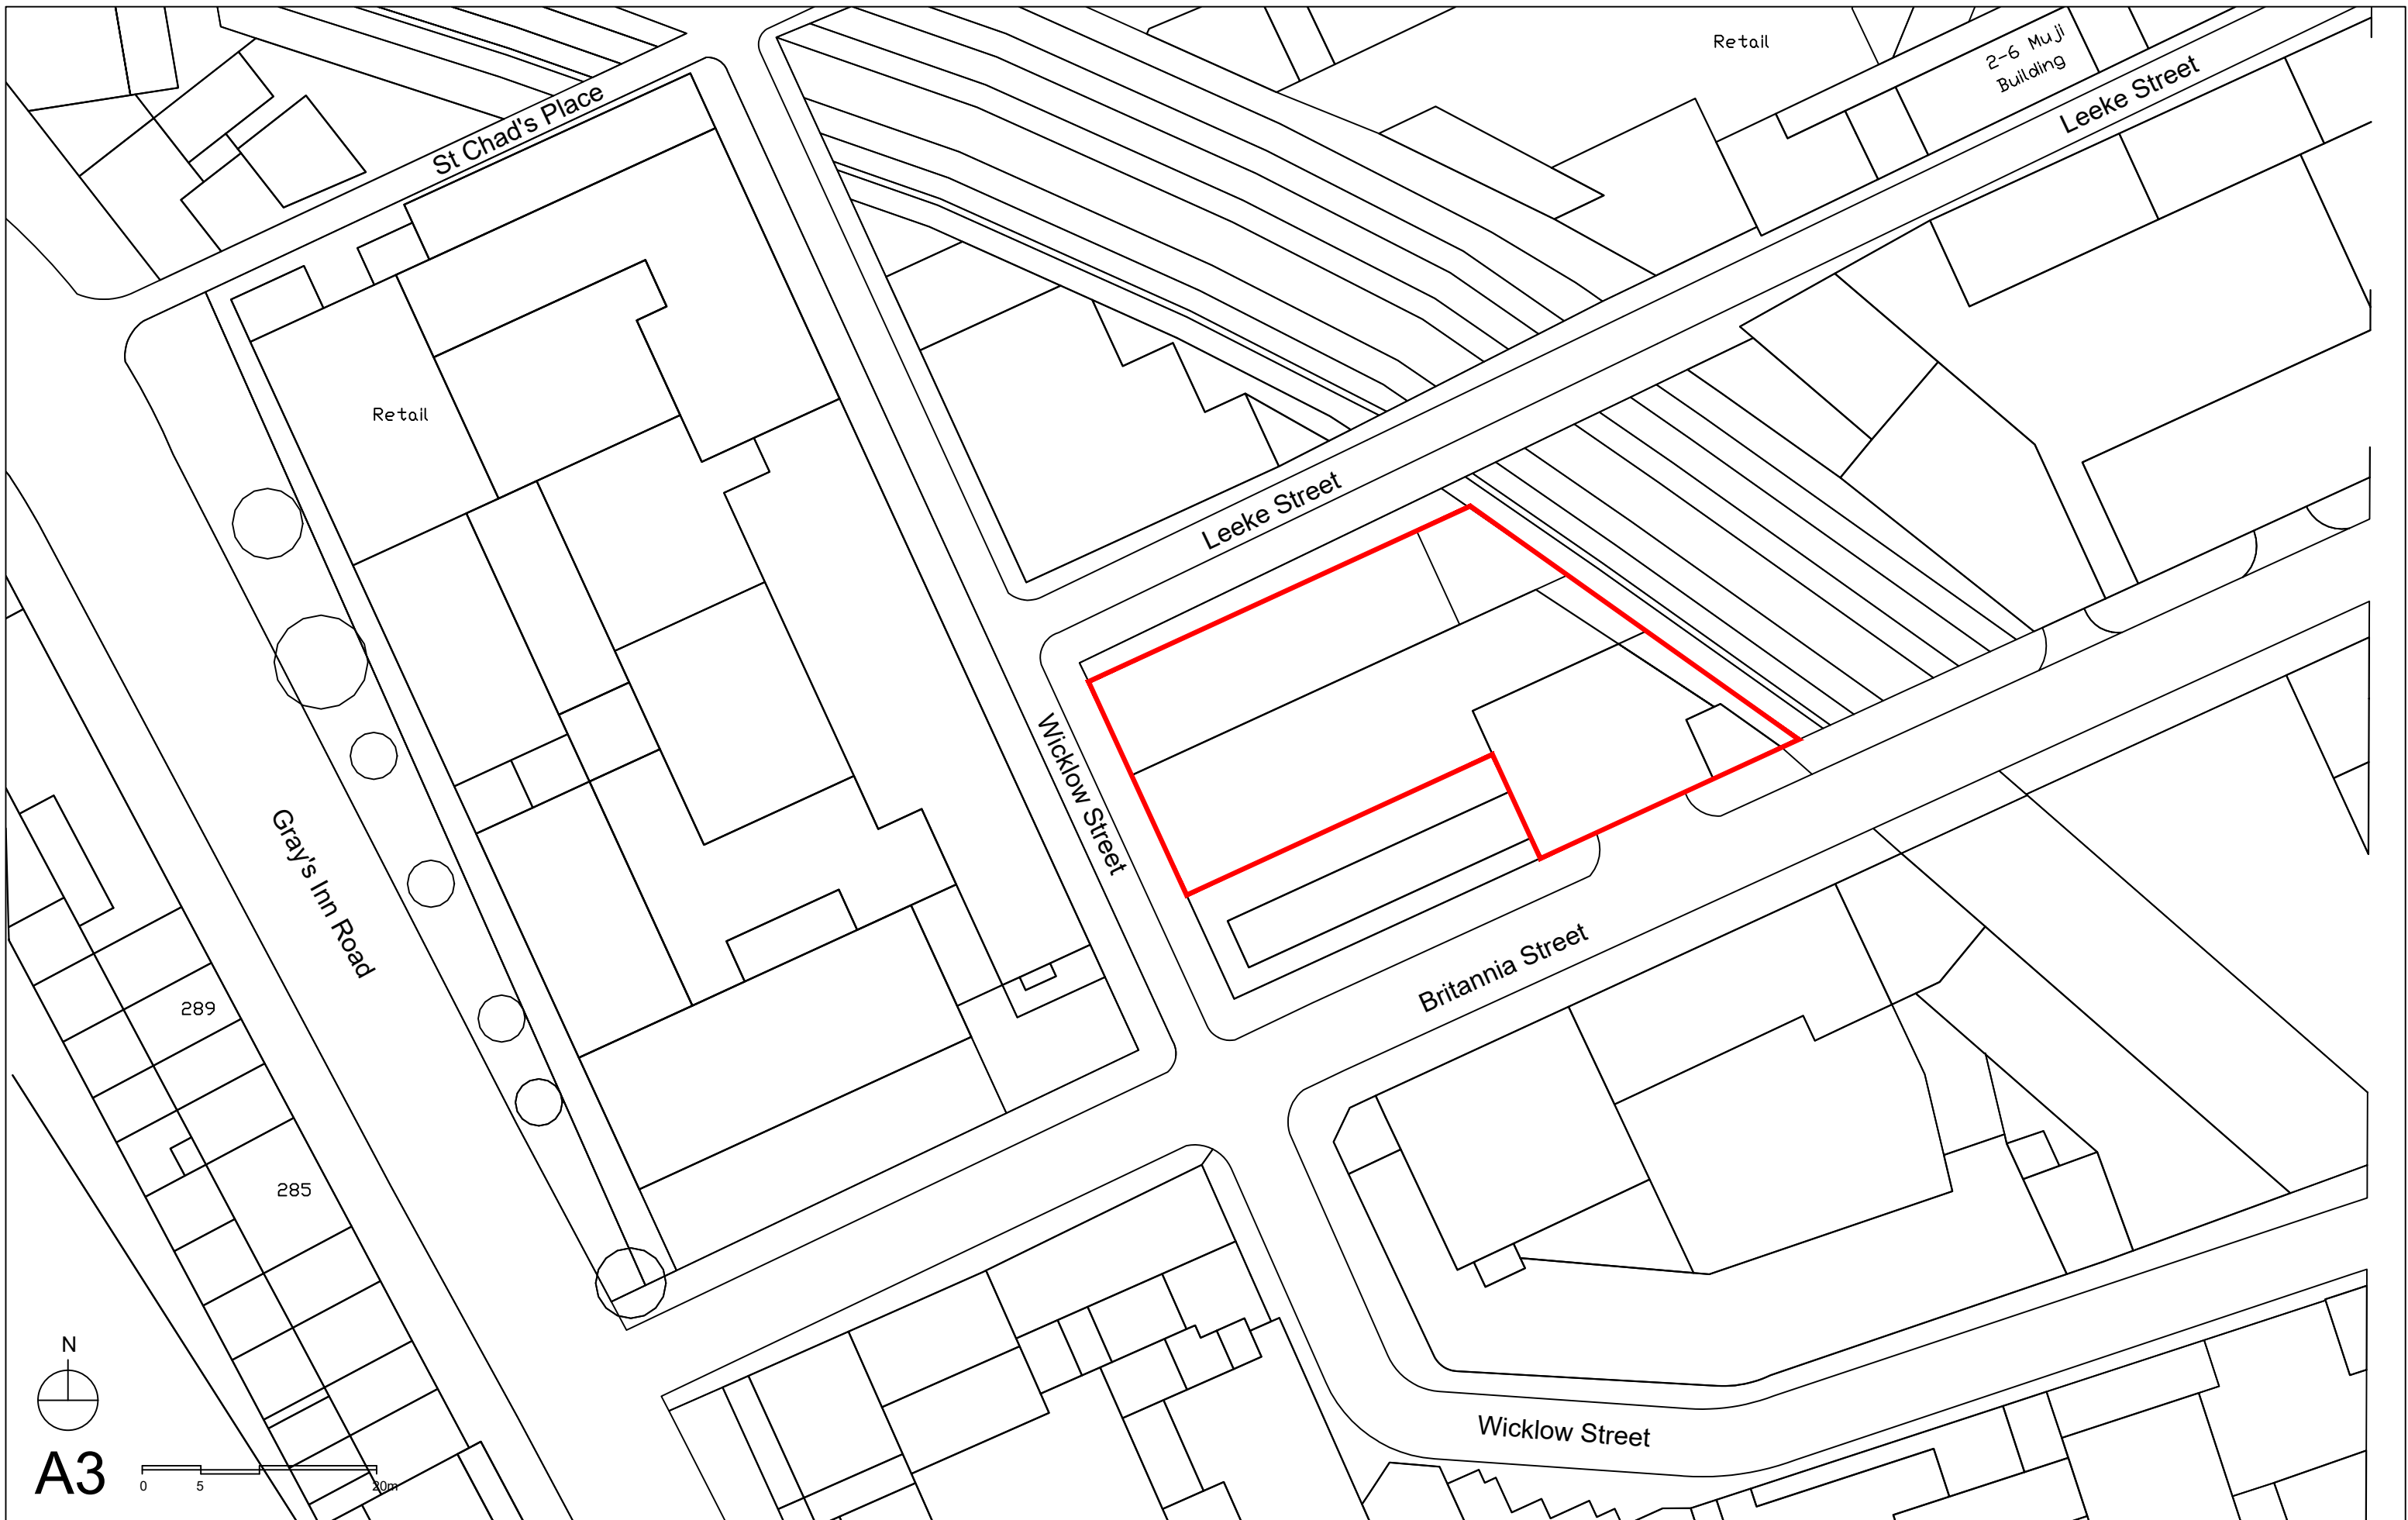 Retail
2-6 Muji
Building
Leeke Street
St Chad's Place
Retail
Leeke Street
Wicklow Street
Gray's Inn Road
Britannia Street
289
285
Wicklow Street
N
A3
0 5 20m